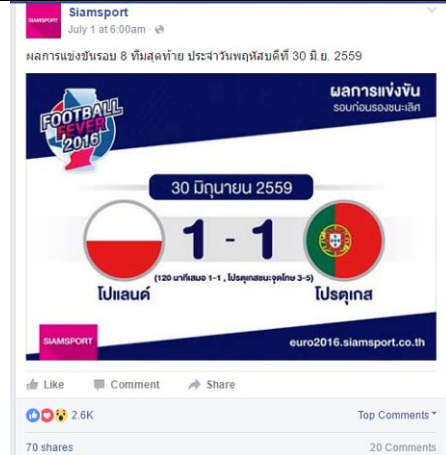 SIAMSPORT
Siamsport
July 1 at 6:00am ·
ผลการแข่งขันรอบ 8 ทีมสุดท้าย ประจำวันพฤหัสบดีที่ 30 มิ.ย. 2559
FOOTBALL
FEVER
2016
ผลการแข่งขัน
รอบก่อนรองชนะเลิศ
30 มิถุนายน 2559
1 - 1
(120 นาทีเสมอ 1-1 , โปรตุเกสชนะจุดโทษ 3-5)
โปแลนด์
โปรตุเกส
SIAMSPORT
euro2016.siamsport.co.th
Like Comment Share
2.6K Top Comments
70 shares 20 Comments